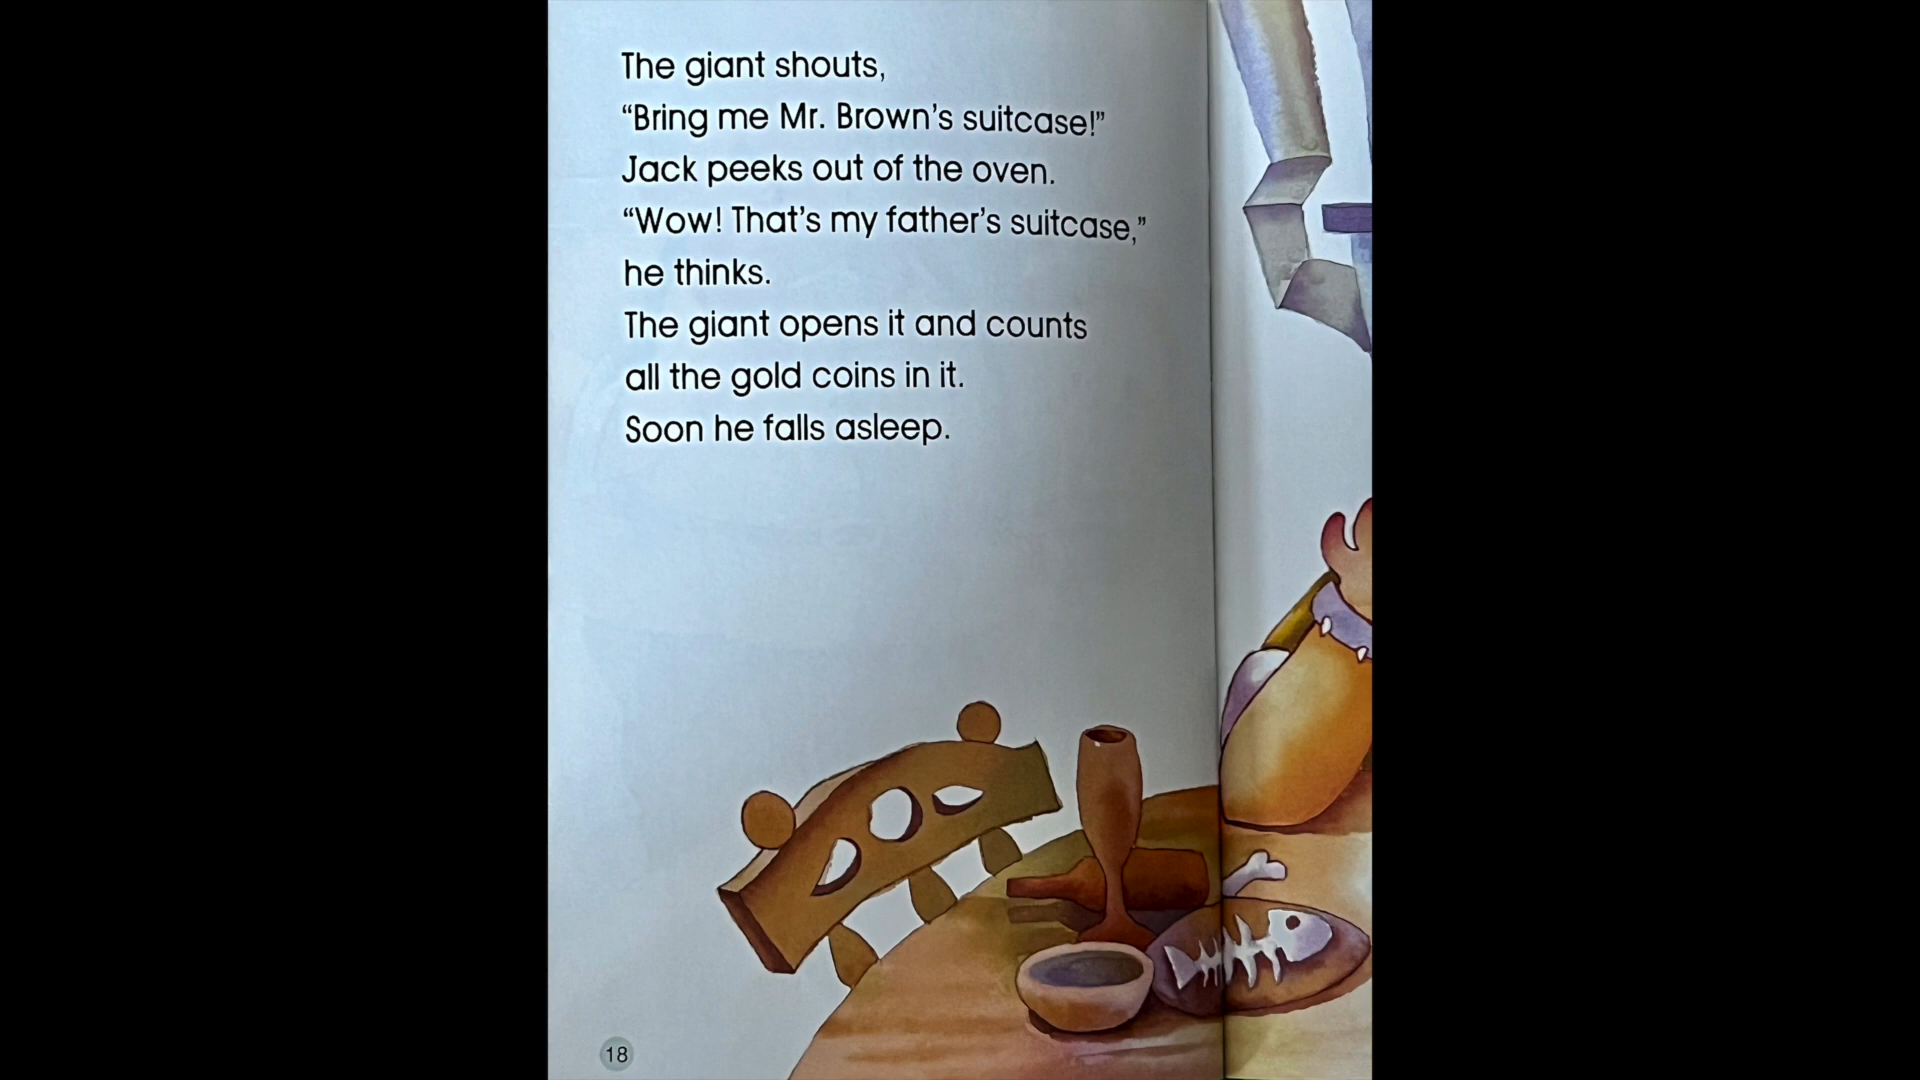 The giant shouts,
“Bring me Mr. Brown’s suitcase!”
Jack peeks out of the oven.
“Wow! That’s my father’s suitcase,”
he thinks.
The giant opens it and counts
all the gold coins in it.
Soon he falls asleep.
18